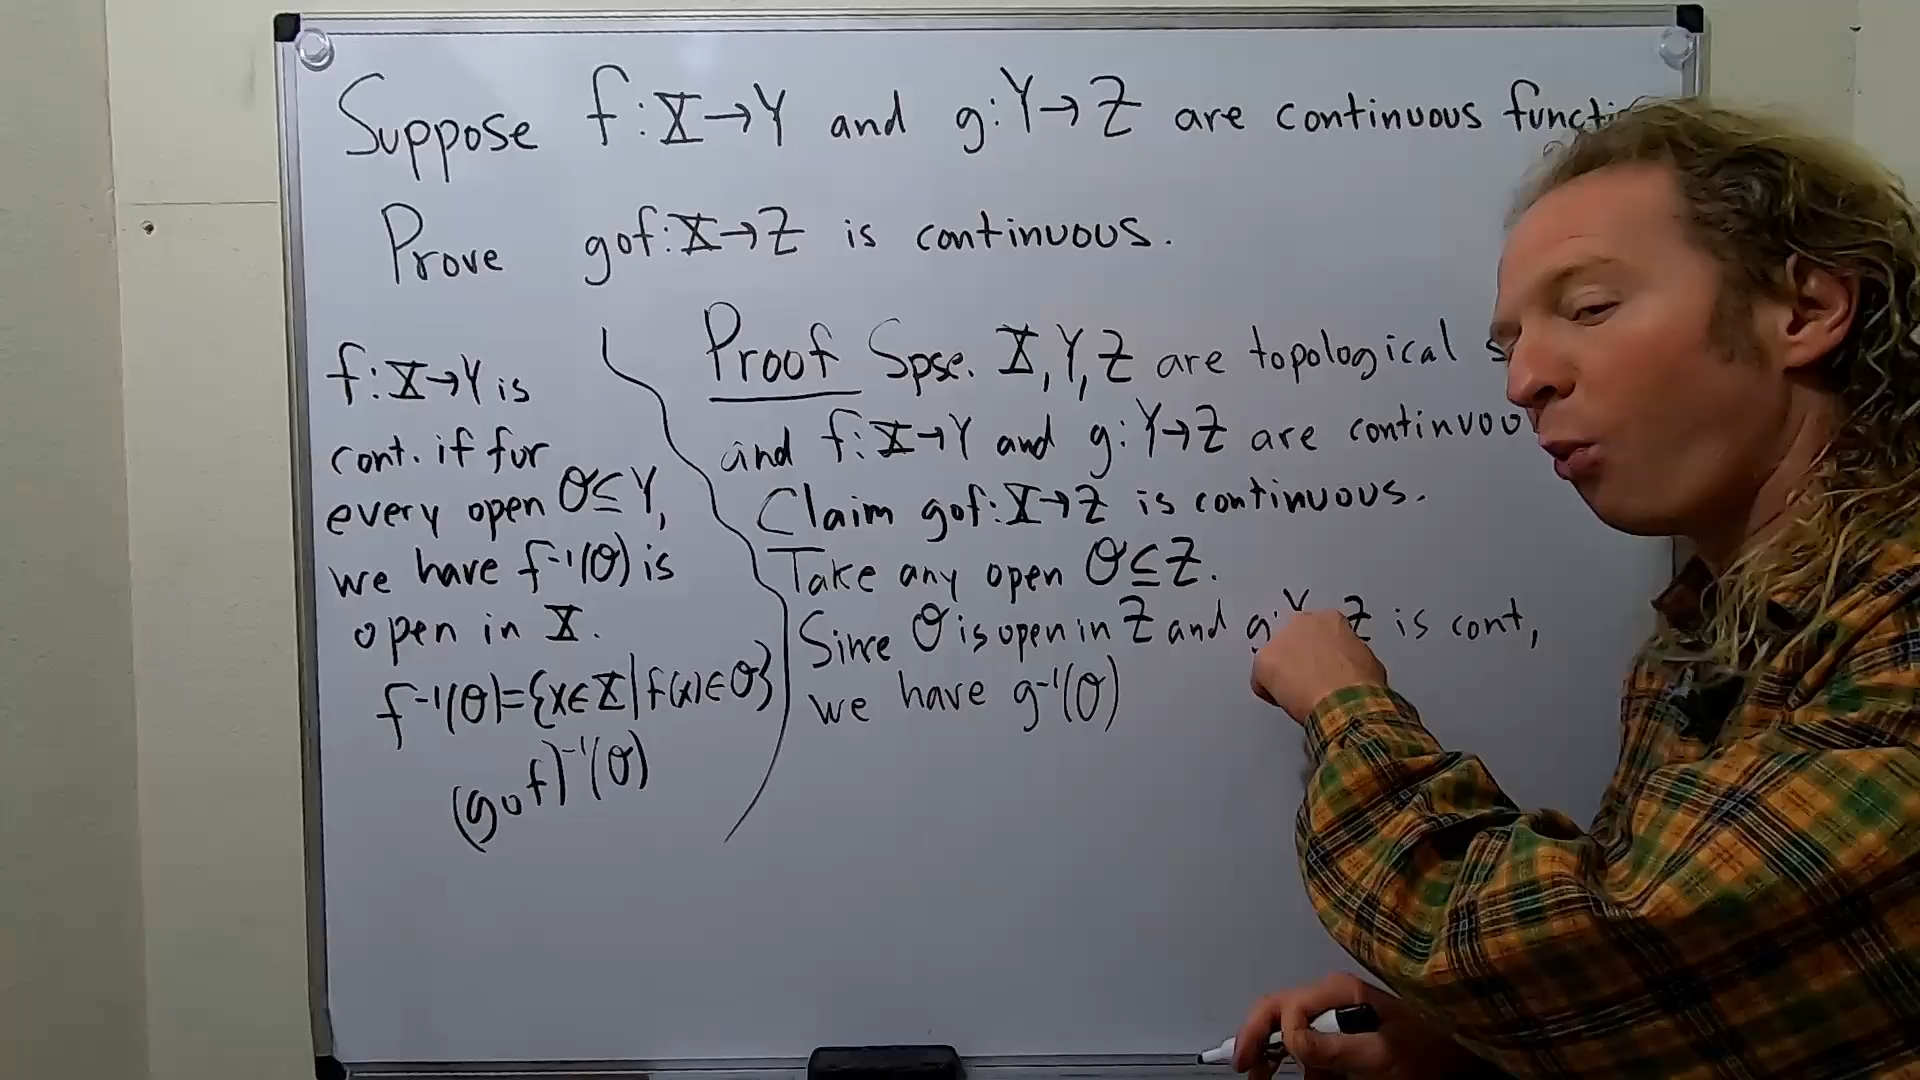 Suppose f:X→Y and g:Y→Z are continuous
Prove g∘f:X→Z is continuous.
f:X→Y is
cont. if for
every open O⊆Y,
we have f⁻¹(O) is
open in X.
f⁻¹(O)={x∈X|f(x)∈O}
(g∘f)⁻¹(O)
Proof Spse. X,Y,Z are topological
and f:X→Y and g:Y→Z are
Claim g∘f:X→Z is continuous.
Take any open O⊆Z.
Since O is open in Z and g:Y Z is cont,
we have g⁻¹(O)